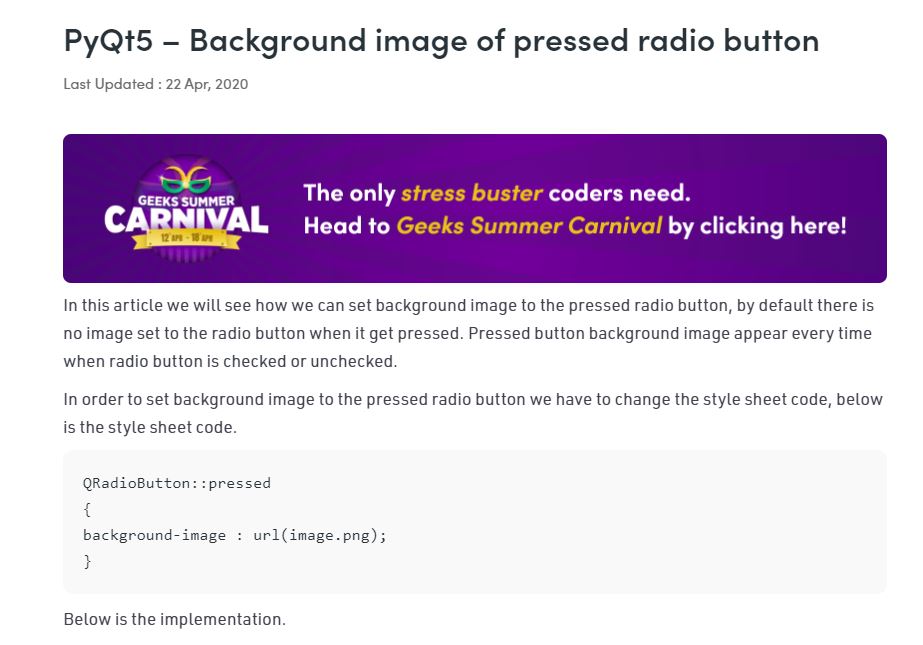 PyQt5 – Background image of pressed radio button
Last Updated : 22 Apr, 2020
GEEKS SUMMER
CARNIVAL
12 APR - 18 APR
The only stress buster coders need.
Head to Geeks Summer Carnival by clicking here!
In this article we will see how we can set background image to the pressed radio button, by default there is
no image set to the radio button when it get pressed. Pressed button background image appear every time
when radio button is checked or unchecked.
In order to set background image to the pressed radio button we have to change the style sheet code, below
is the style sheet code.
QRadioButton::pressed
{
background-image : url(image.png);
}
Below is the implementation.